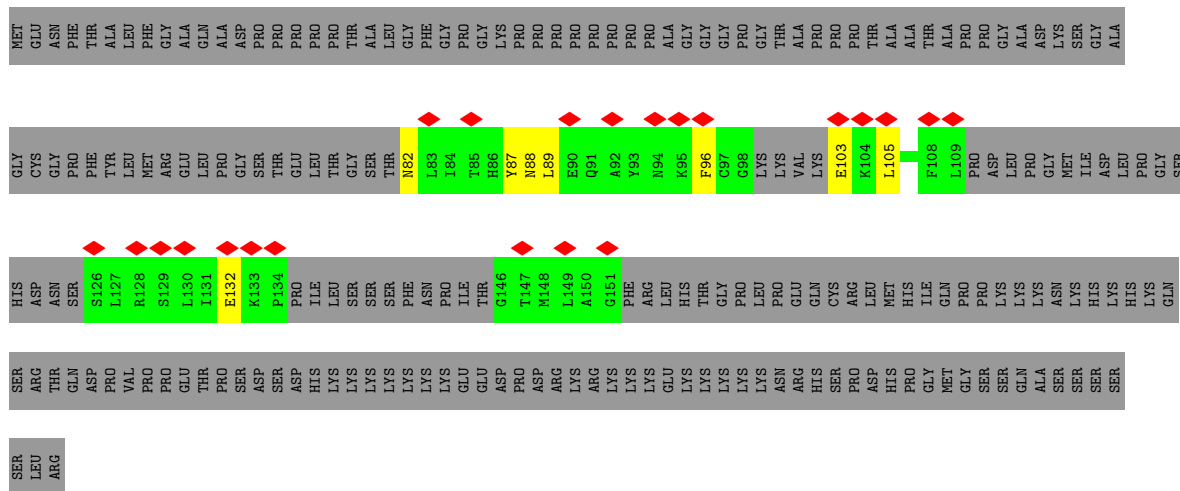 MET GLU ASN PHE THR ALA LEU PHE GLY ALA GLN ALA ASP PRO PRO PRO PRO PRO THR ALA LEU GLY PHE GLY PRO GLY LYS PRO PRO PRO PRO PRO PRO PRO PRO ALA GLY GLY GLY PRO GLY THR ALA PRO PRO PRO THR ALA ALA THR ALA PRO PRO GLY ALA ASP LYS SER GLY ALA
GLY CYS GLY PRO PHE TYR LEU MET ARG GLU LEU PRO GLY SER THR GLU LEU THR GLY SER THR N82 L83 I84 T85 H86 Y87 N88 L89 E90 Q91 A92 Y93 N94 K95 F96 C97 G98 LYS LYS VAL LYS E103 K104 L105 F108 L109 PRO ASP LEU PRO GLY MET ILE ASP LEU PRO GLY SER
HIS ASP ASN SER S126 L127 R128 S129 L130 I131 E132 K133 P134 PRO ILE LEU SER SER SER PHE ASN PRO ILE THR G146 T147 M148 L149 A150 G151 PHE ARG LEU HIS THR GLY PRO LEU PRO GLU GLN CYS ARG LEU MET HIS ILE GLN PRO PRO LYS LYS LYS ASN LYS HIS LYS HIS LYS GLN
SER ARG THR GLN ASP PRO VAL PRO PRO GLU THR PRO SER ASP SER ASP HIS LYS LYS LYS LYS LYS LYS LYS GLU GLU ASP PRO ASP ARG LYS ARG LYS LYS LYS GLU LYS LYS LYS LYS LYS ASN ARG HIS SER PRO ASP HIS PRO GLY MET GLY SER SER GLN ALA SER SER SER SER
SER LEU ARG